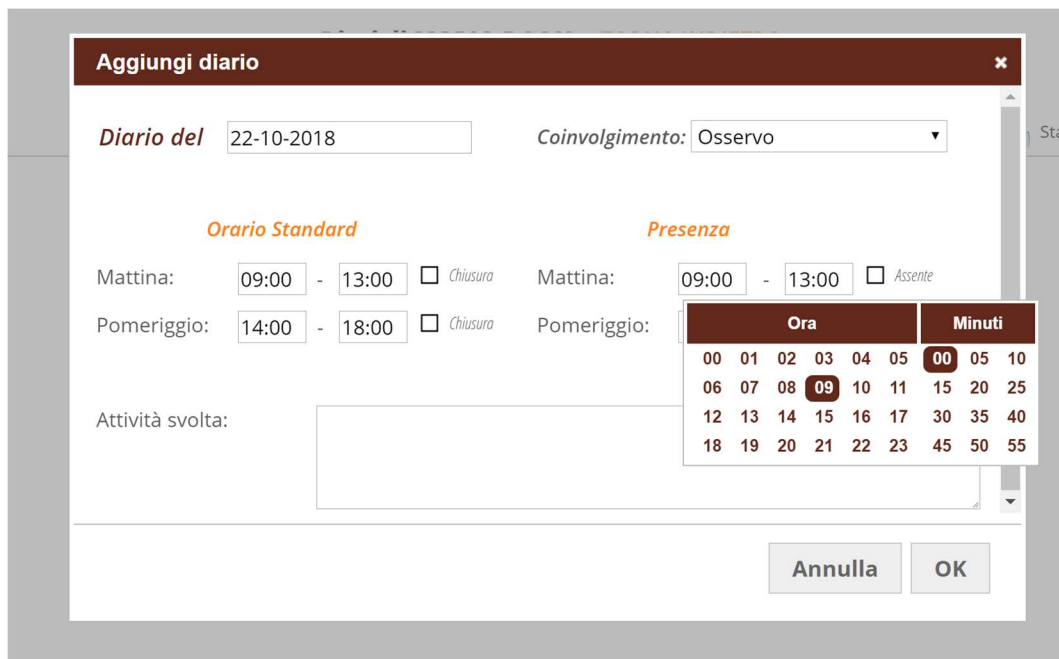 Aggiungi diario ×
Diario del 22-10-2018 Coinvolgimento: Osservo
Sta
Orario Standard Presenza
Mattina: 09:00 - 13:00 Chiusura Mattina: 09:00 - 13:00 Assente
Pomeriggio: 14:00 - 18:00 Chiusura Pomeriggio:
Ora Minuti
00 01 02 03 04 05 00 05 10
06 07 08 09 10 11 15 20 25
12 13 14 15 16 17 30 35 40
18 19 20 21 22 23 45 50 55
Attività svolta:
Annulla OK